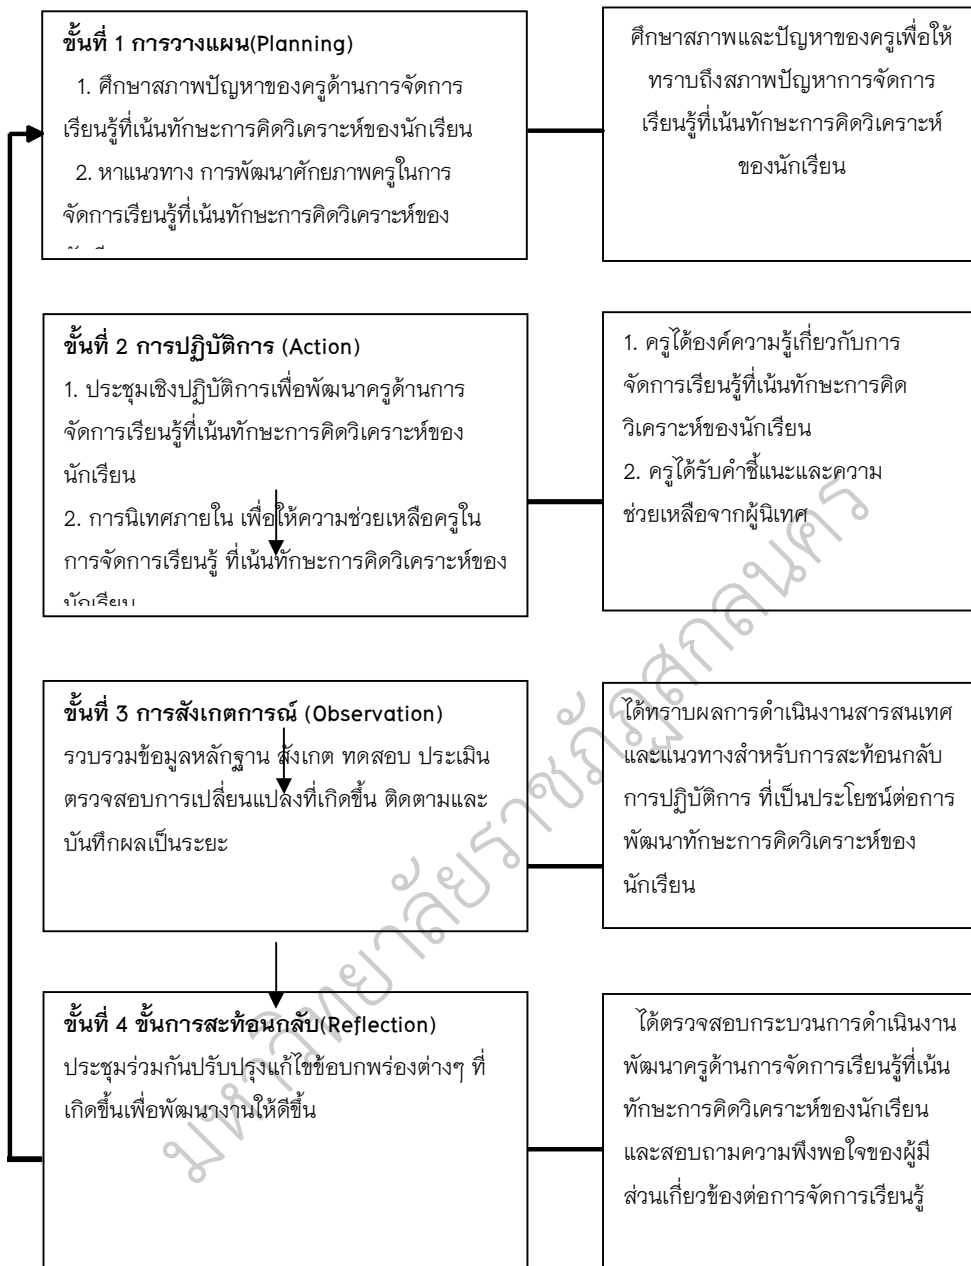 ขั้นที่ 1 การวางแผน(Planning)
1. ศึกษาสภาพปัญหาของครูด้านการจัดการ
เรียนรู้ที่เน้นทักษะการคิดวิเคราะห์ของนักเรียน
2. หาแนวทาง การพัฒนาศักยภาพครูในการ
จัดการเรียนรู้ที่เน้นทักษะการคิดวิเคราะห์ของ
ศึกษาสภาพและปัญหาของครูเพื่อให้
ทราบถึงสภาพปัญหาการจัดการ
เรียนรู้ที่เน้นทักษะการคิดวิเคราะห์
ของนักเรียน
ขั้นที่ 2 การปฏิบัติการ (Action)
1. ประชุมเชิงปฏิบัติการเพื่อพัฒนาครูด้านการ
จัดการเรียนรู้ที่เน้นทักษะการคิดวิเคราะห์ของ
นักเรียน
2. การนิเทศภายใน เพื่อให้ความช่วยเหลือครูใน
การจัดการเรียนรู้ ที่เน้นทักษะการคิดวิเคราะห์ของ
นักเรียน
1. ครูได้องค์ความรู้เกี่ยวกับการ
จัดการเรียนรู้ที่เน้นทักษะการคิด
วิเคราะห์ของนักเรียน
2. ครูได้รับคำชี้แนะและความ
ช่วยเหลือจากผู้นิเทศ
ขั้นที่ 3 การสังเกตการณ์ (Observation)
รวบรวมข้อมูลหลักฐาน สังเกต ทดสอบ ประเมิน
ตรวจสอบการเปลี่ยนแปลงที่เกิดขึ้น ติดตามและ
บันทึกผลเป็นระยะ
ได้ทราบผลการดำเนินงานสารสนเทศ
และแนวทางสำหรับการสะท้อนกลับ
การปฏิบัติการ ที่เป็นประโยชน์ต่อการ
พัฒนาทักษะการคิดวิเคราะห์ของ
นักเรียน
ขั้นที่ 4 ขั้นการสะท้อนกลับ(Reflection)
ประชุมร่วมกันปรับปรุงแก้ไขข้อบกพร่องต่างๆ ที่
เกิดขึ้นเพื่อพัฒนางานให้ดีขึ้น
ได้ตรวจสอบกระบวนการดำเนินงาน
พัฒนาครูด้านการจัดการเรียนรู้ที่เน้น
ทักษะการคิดวิเคราะห์ของนักเรียน
และสอบถามความพึงพอใจของผู้มี
ส่วนเกี่ยวข้องต่อการจัดการเรียนรู้
มหาวิทยาลัยราชภัฏสกลนคร